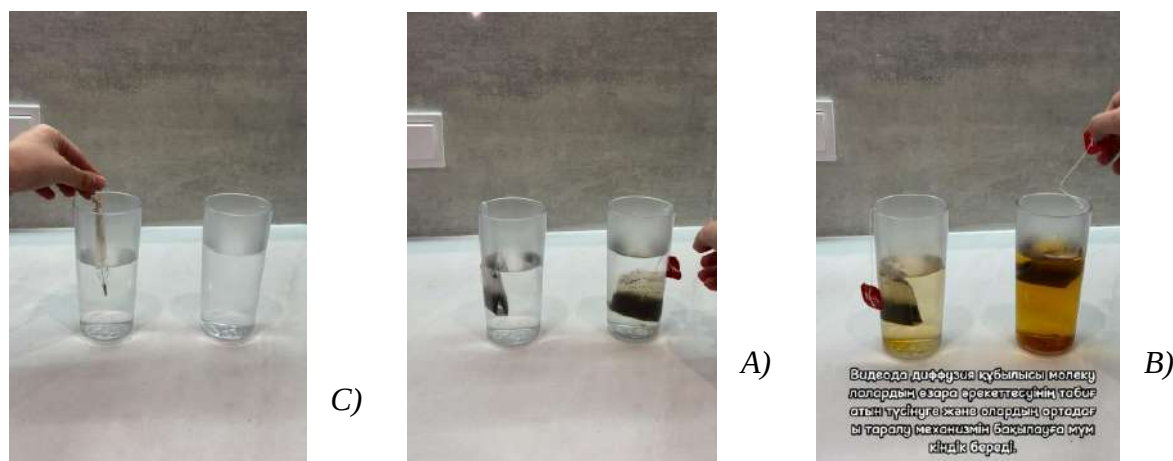 C)
A)
B)
Видеода диффузия құбылысы молеку
лалардың өзара әрекеттесуінің табиғ
атын түсінуге және олардың ортадағ
ы таралу механизмін бақылауға мүм
кіндік береді.